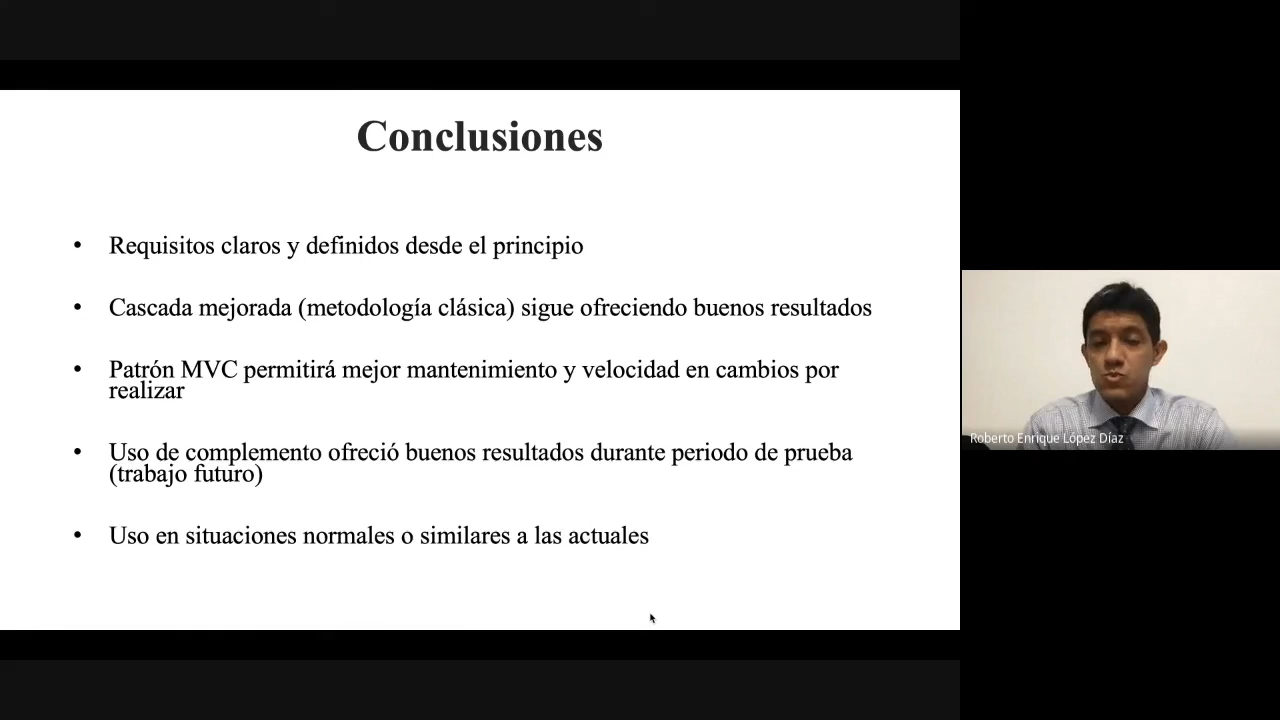 Conclusiones
• Requisitos claros y definidos desde el principio
• Cascada mejorada (metodología clásica) sigue ofreciendo buenos resultados
• Patrón MVC permitirá mejor mantenimiento y velocidad en cambios por
realizar
• Uso de complemento ofreció buenos resultados durante periodo de prueba
(trabajo futuro)
• Uso en situaciones normales o similares a las actuales
Roberto Enrique López Díaz